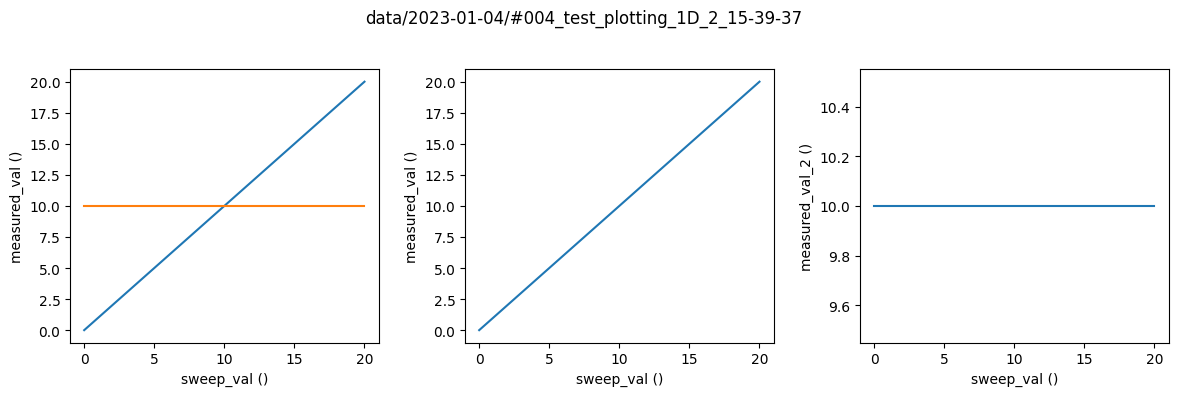 data/2023-01-04/#004_test_plotting_1D_2_15-39-37
20.0
17.5
15.0
12.5
10.0
7.5
5.0
2.5
0.0
measured_val ()
0 5 10 15 20
sweep_val ()
20.0
17.5
15.0
12.5
10.0
7.5
5.0
2.5
0.0
measured_val ()
0 5 10 15 20
sweep_val ()
10.4
10.2
10.0
9.8
9.6
measured_val_2 ()
0 5 10 15 20
sweep_val ()